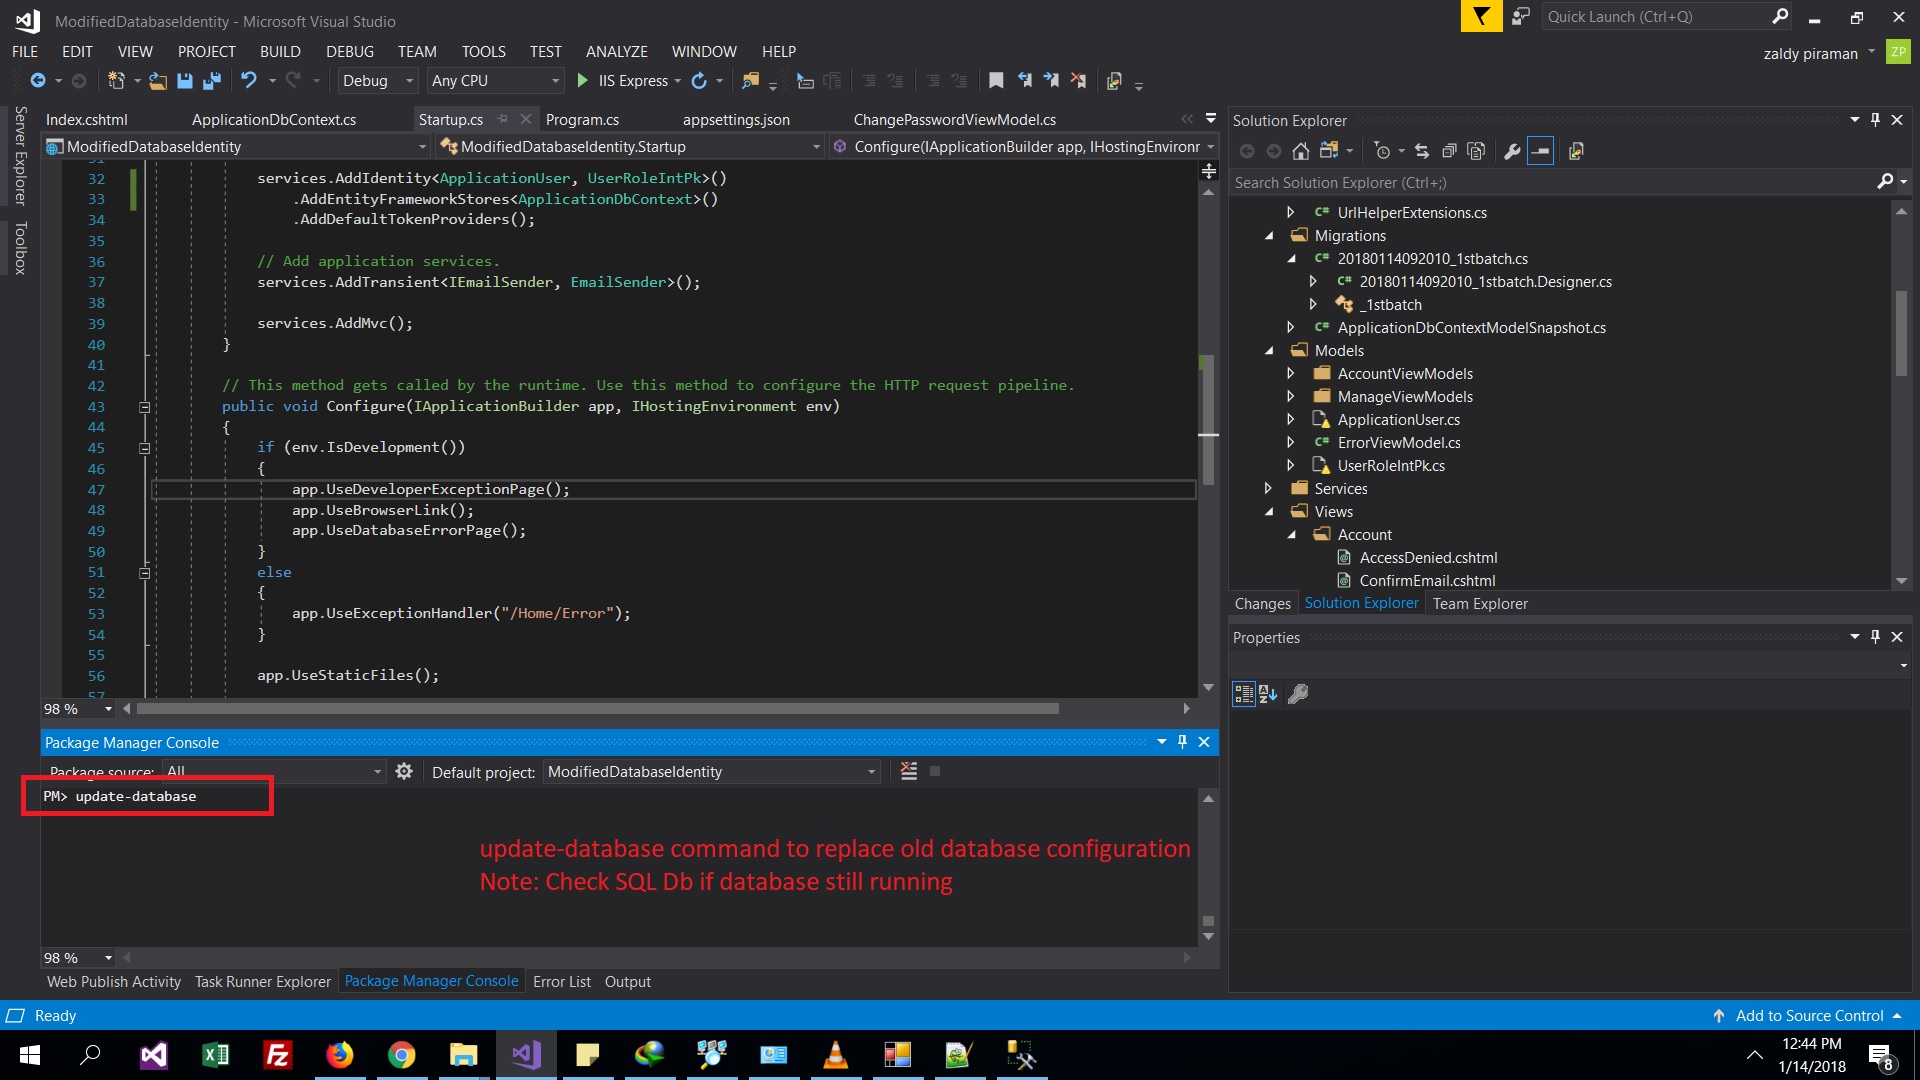 ModifiedDatabaseIdentity - Microsoft Visual Studio
Quick Launch (Ctrl+Q)
FILE EDIT VIEW PROJECT BUILD DEBUG TEAM TOOLS TEST ANALYZE WINDOW HELP
zaldy piraman ZP
Debug Any CPU IIS Express
Server Explorer
Toolbox
Index.cshtml ApplicationDbContext.cs Startup.cs Program.cs appsettings.json ChangePasswordViewModel.cs
ModifiedDatabaseIdentity ModifiedDatabaseIdentity.Startup Configure(IApplicationBuilder app, IHostingEnvironr
31
32 services.AddIdentity<ApplicationUser, UserRoleIntPk>()
33 .AddEntityFrameworkStores<ApplicationDbContext>()
34 .AddDefaultTokenProviders();
35
36 // Add application services.
37 services.AddTransient<IEmailSender, EmailSender>();
38
39 services.AddMvc();
40 }
41
42 // This method gets called by the runtime. Use this method to configure the HTTP request pipeline.
43 public void Configure(IApplicationBuilder app, IHostingEnvironment env)
44 {
45 if (env.IsDevelopment())
46 {
47 app.UseDeveloperExceptionPage();
48 app.UseBrowserLink();
49 app.UseDatabaseErrorPage();
50 }
51 else
52 {
53 app.UseExceptionHandler("/Home/Error");
54 }
55
56 app.UseStaticFiles();
57
98 %
Package Manager Console
Package source: All Default project: ModifiedDatabaseIdentity
PM> update-database
update-database command to replace old database configuration
Note: Check SQL Db if database still running
98 %
Web Publish Activity Task Runner Explorer Package Manager Console Error List Output
Solution Explorer
Search Solution Explorer (Ctrl+;)
C# UrlHelperExtensions.cs
Migrations
C# 20180114092010_1stbatch.cs
C# 20180114092010_1stbatch.Designer.cs
_1stbatch
C# ApplicationDbContextModelSnapshot.cs
Models
AccountViewModels
ManageViewModels
ApplicationUser.cs
C# ErrorViewModel.cs
UserRoleIntPk.cs
Services
Views
Account
AccessDenied.cshtml
ConfirmEmail.cshtml
Changes Solution Explorer Team Explorer
Properties
Ready
Add to Source Control
12:44 PM
1/14/2018
8